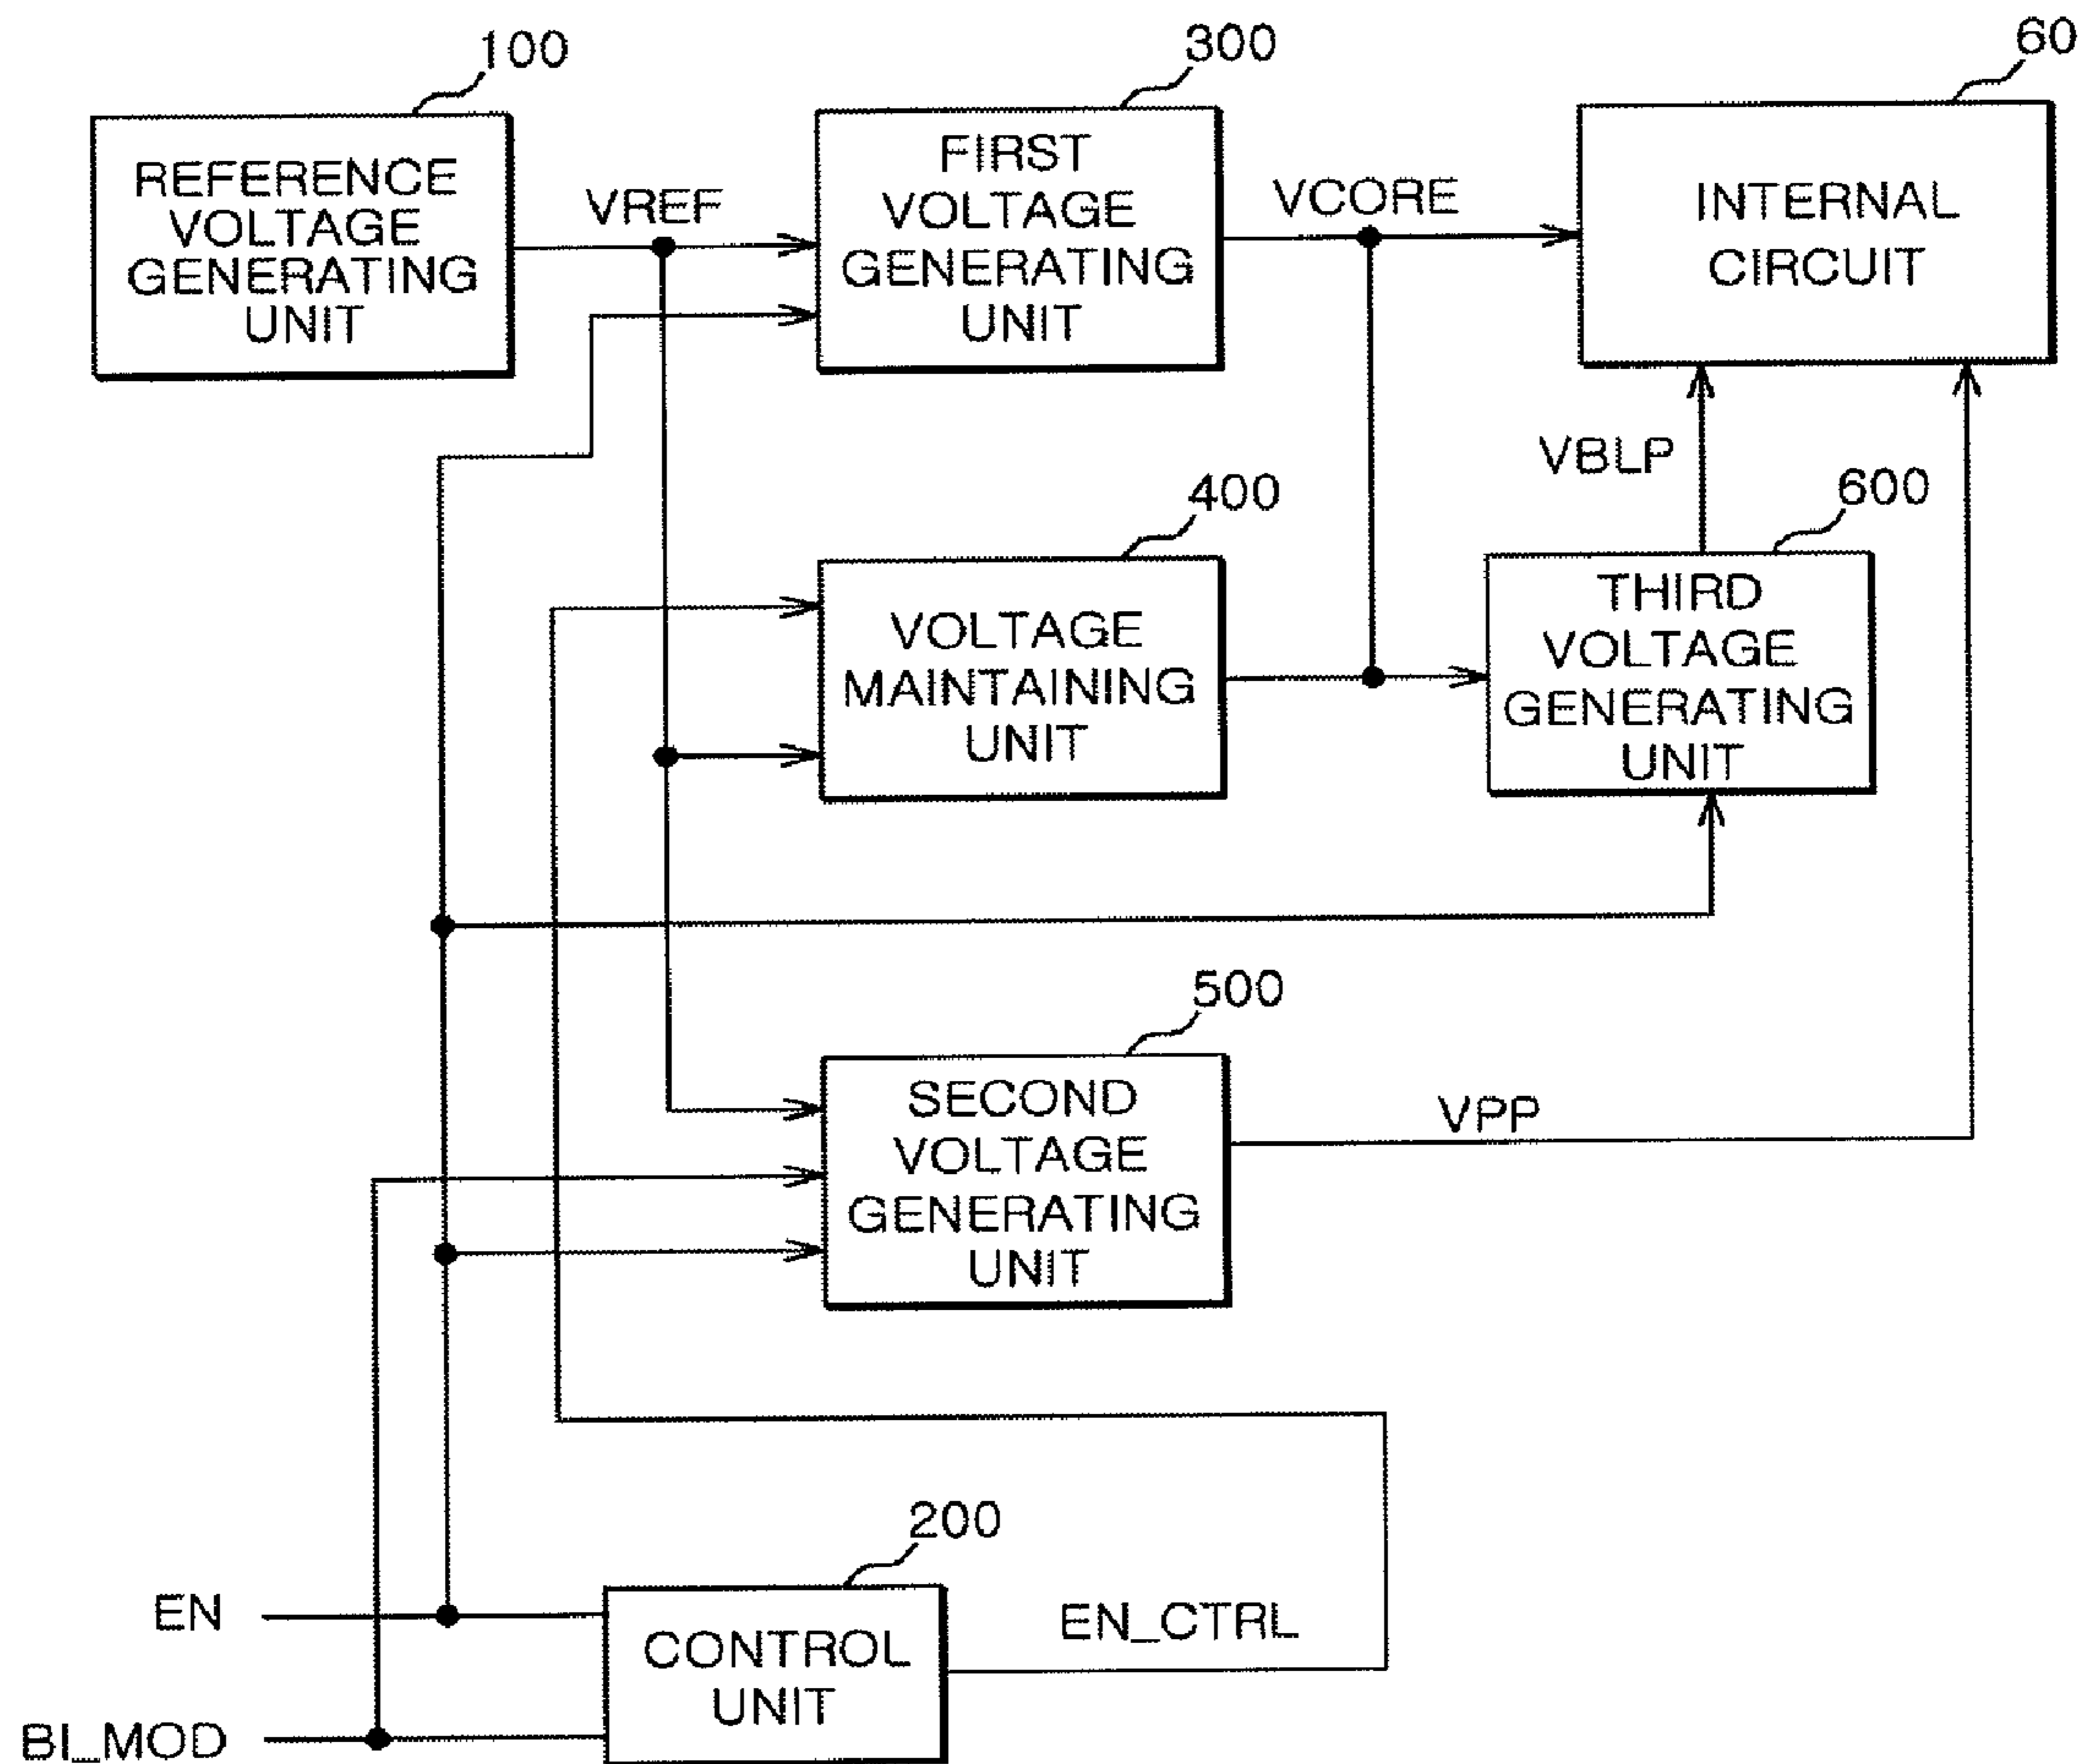 100
300
60
REFERENCE
VOLTAGE
GENERATING
UNIT
VREF
FIRST
VOLTAGE
GENERATING
UNIT
VCORE
INTERNAL
CIRCUIT
VBLP
400
600
VOLTAGE
MAINTAINING
UNIT
THIRD
VOLTAGE
GENERATING
UNIT
500
SECOND
VOLTAGE
GENERATING
UNIT
VPP
200
EN
CONTROL
UNIT
EN_CTRL
BI_MOD